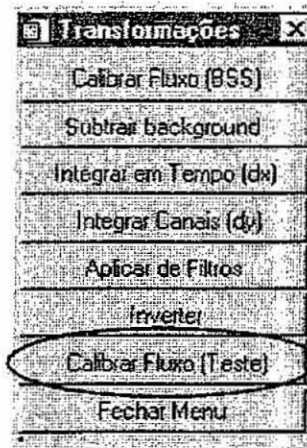 Transformações
Calibrar Fluxo (BSS)
Subtrair background
Integrar em Tempo (dx)
Integrar Canais (dy)
Aplicar de Filtros
Inverter
Calibrar Fluxo (Teste)
Fechar Menu